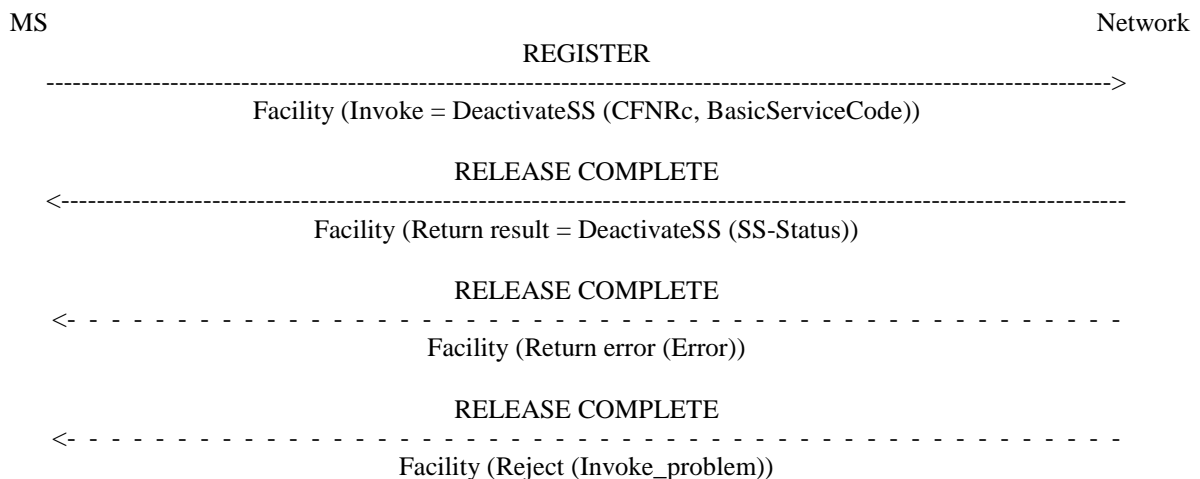 MS Network
REGISTER
Facility (Invoke = DeactivateSS (CFNRc, BasicServiceCode))
RELEASE COMPLETE
Facility (Return result = DeactivateSS (SS-Status))
RELEASE COMPLETE
Facility (Return error (Error))
RELEASE COMPLETE
Facility (Reject (Invoke_problem))